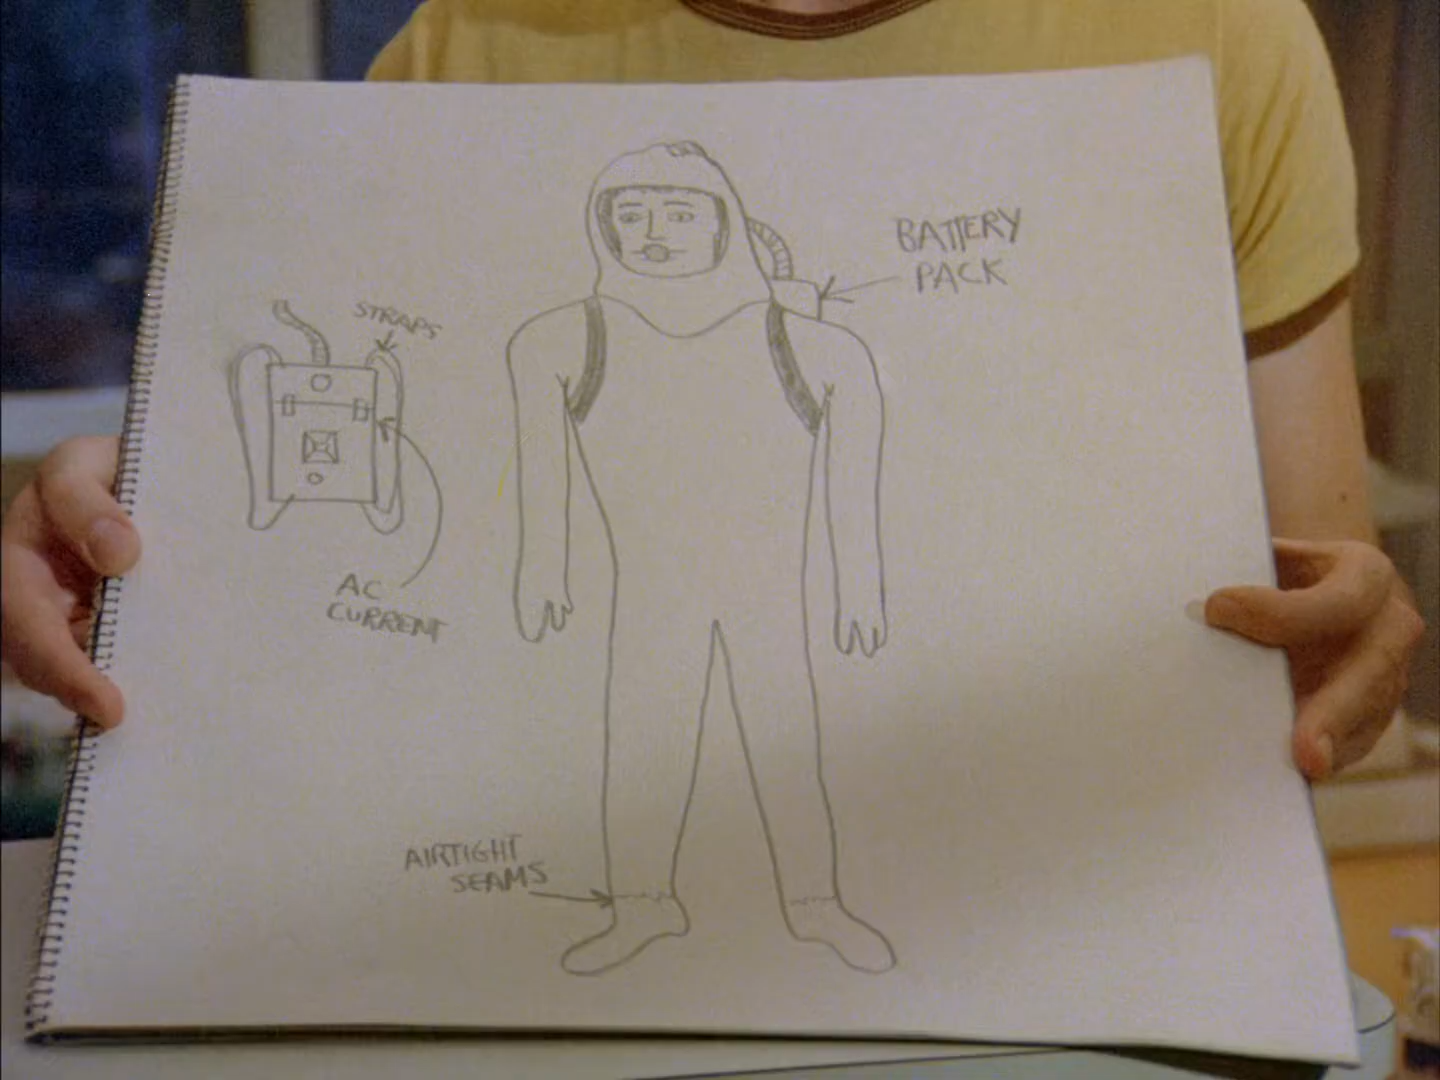 BATTERY
PACK
STRAPS
AC
CURRENT
AIRTIGHT
SEAMS